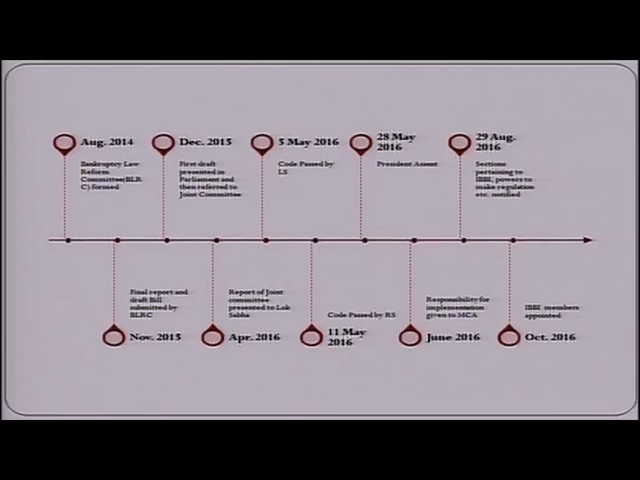 Aug. 2014
Bankruptcy Law
Reform
Committee(BLR
C) formed
Dec. 2015
First draft
presented in
Parliament and
then referred to
Joint Committee
5 May 2016
Code Passed by
LS
28 May
2016
President Assent
29 Aug.
2016
Sections
pertaining to
IBBI, powers to
make regulation
etc. notified
Final report and
draft Bill
submitted by
BLRC
Nov. 2015
Report of Joint
committee
presented to Lok
Sabha
Apr. 2016
Code Passed by RS
11 May
2016
Responsibility for
implementation
given to MCA
June 2016
IBBI members
appointed
Oct. 2016